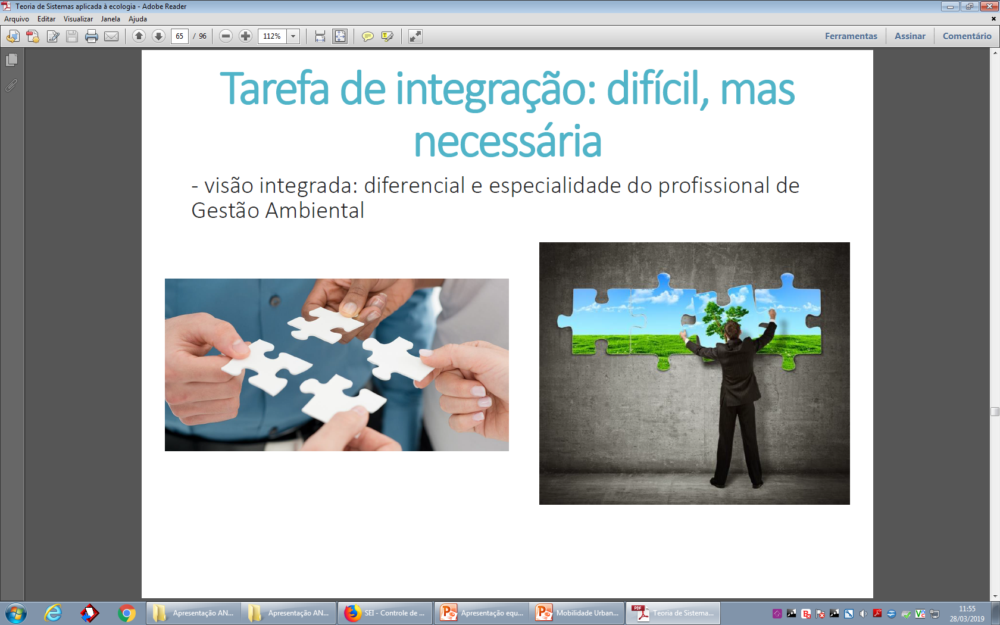 Teoria de Sistemas aplicada à ecologia - Adobe Reader
Arquivo Editar Visualizar Janela Ajuda
65 / 96 112% Ferramentas Assinar Comentário
Tarefa de integração: difícil, mas
necessária
- visão integrada: diferencial e especialidade do profissional de
Gestão Ambiental
Apresentação AN... Apresentação AN... SEI - Controle de ... Apresentação equ... Mobilidade Urban... PDF Teoria de Sistema...
11:55
28/03/2019